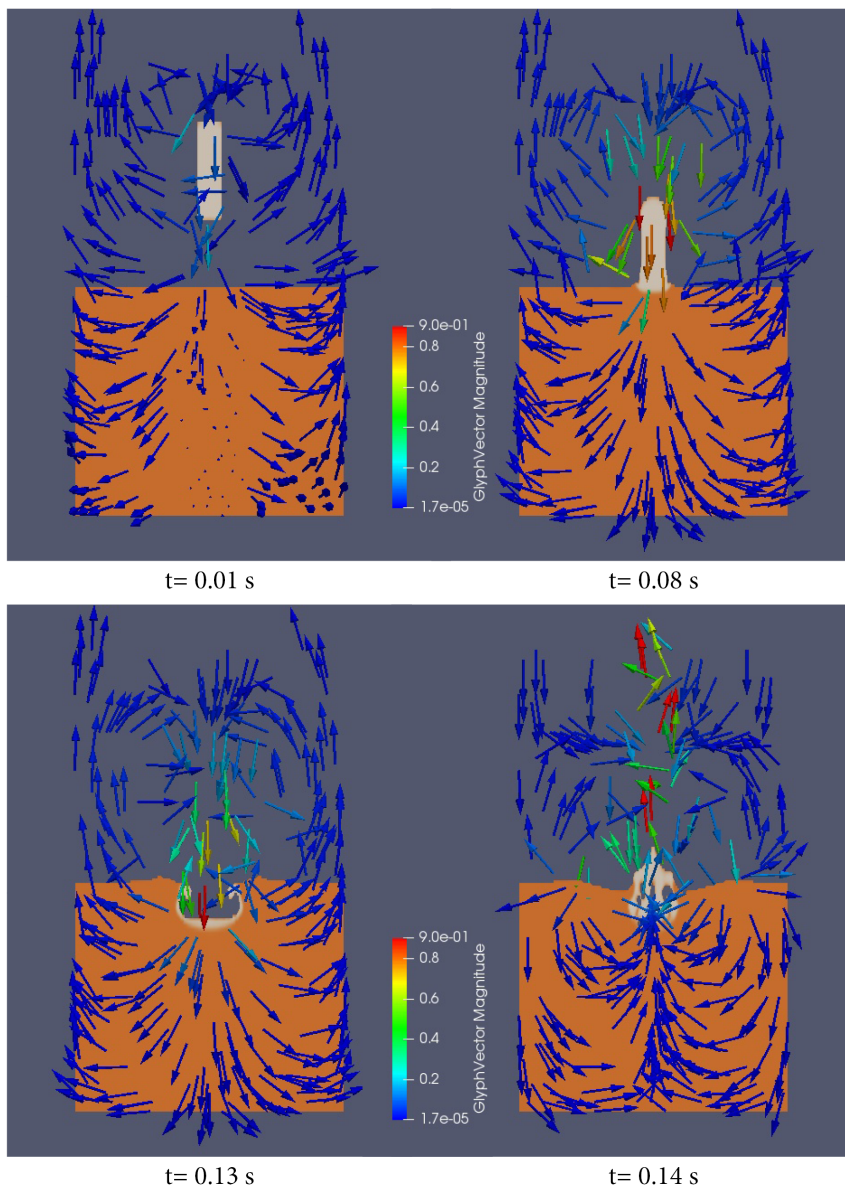 9.0e-01
0.8
0.6
0.4
0.2
1.7e-05
GlyphVector Magnitude
t= 0.01 s
t= 0.08 s
9.0e-01
0.8
0.6
0.4
0.2
1.7e-05
GlyphVector Magnitude
t= 0.13 s
t= 0.14 s